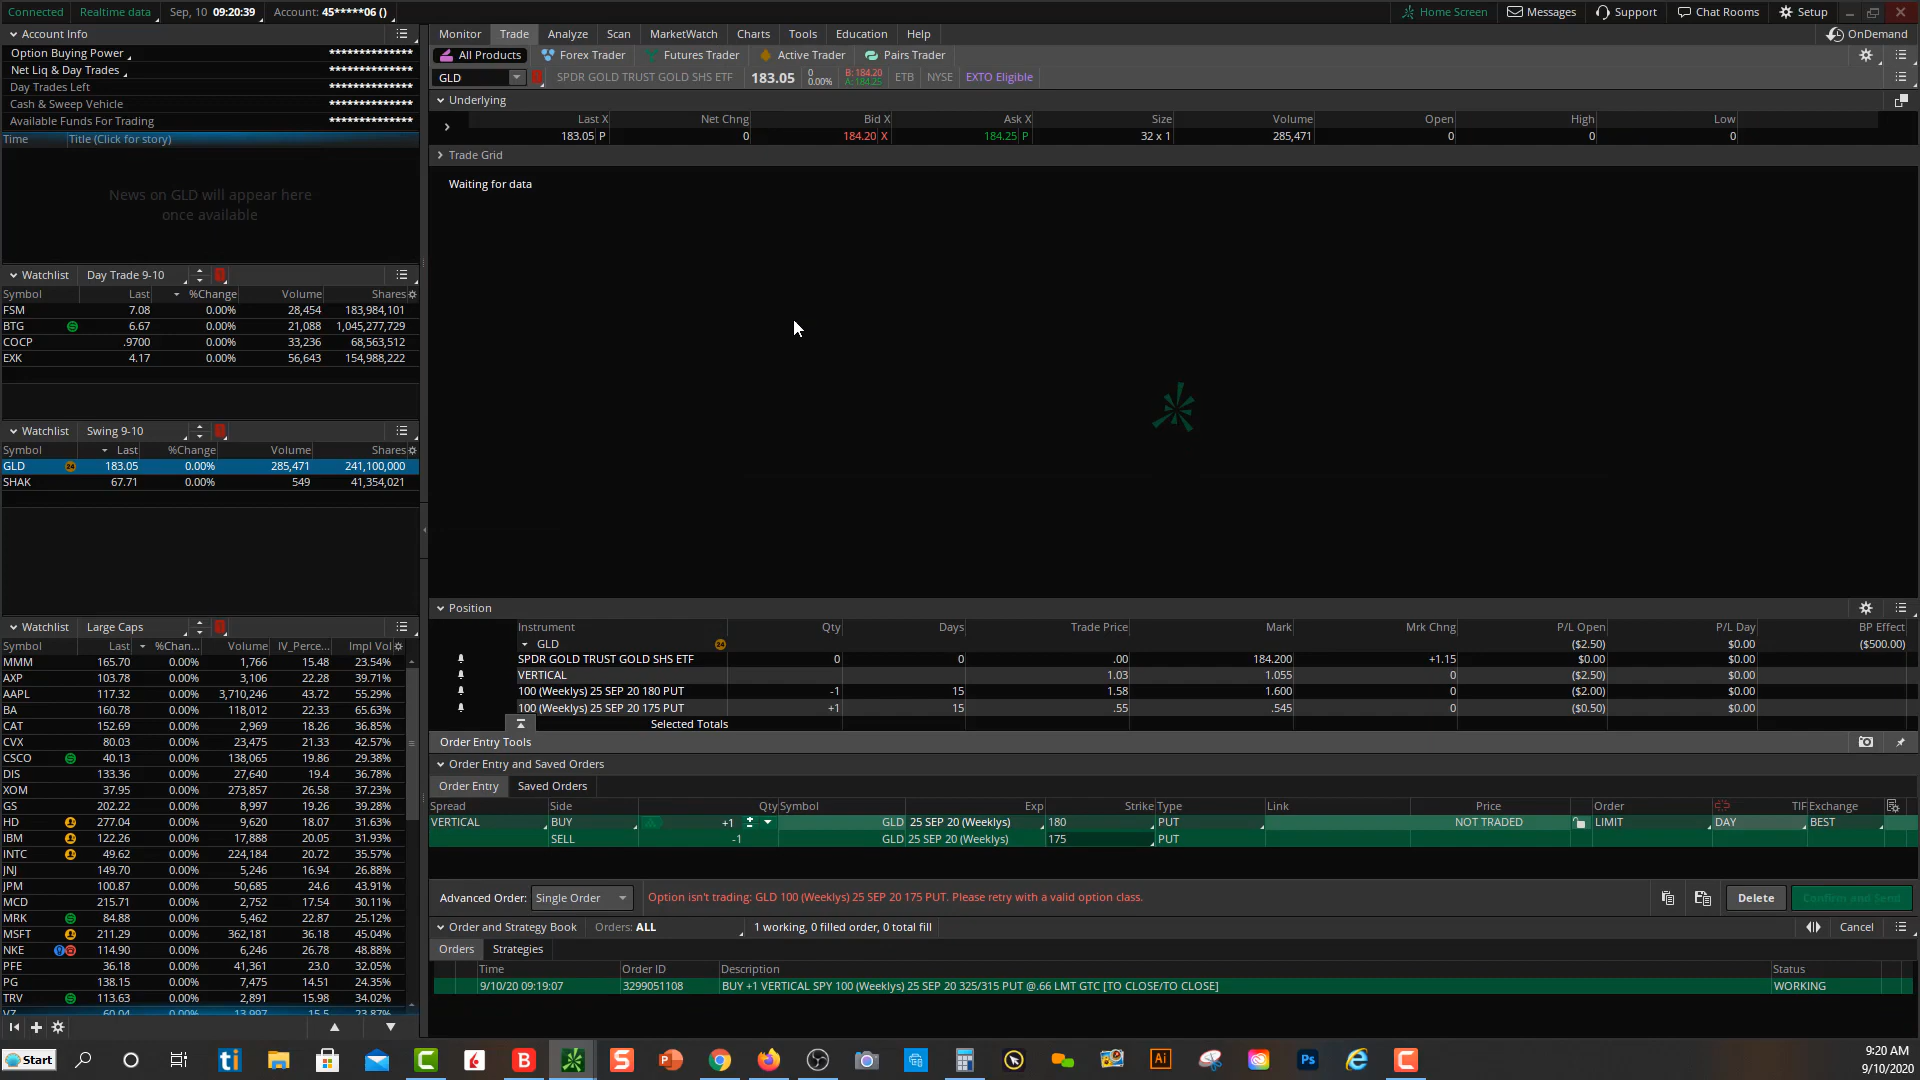 Connected Realtime data Sep, 10 09:20:39 Account: 45*****06 () Home Screen Messages Support Chat Rooms Setup
Account Info
Option Buying Power **************
Net Liq & Day Trades **************
Day Trades Left **************
Cash & Sweep Vehicle **************
Available Funds For Trading **************
Time Title (Click for story)
News on GLD will appear here
once available
Watchlist Day Trade 9-10
Symbol Last %Change Volume Shares
FSM 7.08 0.00% 28,454 183,984,101
BTG 6.67 0.00% 21,088 1,045,277,729
COCP .9700 0.00% 33,236 68,563,512
EXK 4.17 0.00% 56,643 154,988,222
Watchlist Swing 9-10
Symbol Last %Change Volume Shares
GLD 183.05 0.00% 285,471 241,100,000
SHAK 67.71 0.00% 549 41,354,021
Watchlist Large Caps
Symbol Last %Chan... Volume IV_Perce... Impl Vol
MMM 165.70 0.00% 1,766 15.48 23.54%
AXP 103.78 0.00% 3,106 22.28 39.71%
AAPL 117.32 0.00% 3,710,246 43.72 55.29%
BA 160.78 0.00% 118,012 22.33 65.63%
CAT 152.69 0.00% 2,969 18.26 36.85%
CVX 80.03 0.00% 23,475 21.33 42.57%
CSCO 40.13 0.00% 138,065 19.86 29.38%
DIS 133.36 0.00% 27,640 19.4 36.78%
XOM 37.95 0.00% 273,857 26.58 37.23%
GS 202.22 0.00% 8,997 19.26 39.28%
HD 277.04 0.00% 9,620 18.07 31.63%
IBM 122.26 0.00% 17,888 20.05 31.93%
INTC 49.62 0.00% 224,184 20.72 35.57%
JNJ 149.70 0.00% 5,246 16.94 26.88%
JPM 100.87 0.00% 50,685 24.6 43.91%
MCD 215.71 0.00% 2,752 17.54 30.11%
MRK 84.88 0.00% 5,462 22.87 25.12%
MSFT 211.29 0.00% 362,181 36.18 45.04%
NKE 114.90 0.00% 6,246 26.78 48.88%
PFE 36.18 0.00% 41,361 23.0 32.05%
PG 138.15 0.00% 7,475 14.51 24.35%
TRV 113.63 0.00% 2,891 15.98 34.02%
VZ 60.04 0.00% 13,997 15.5 23.87%
Monitor Trade Analyze Scan MarketWatch Charts Tools Education Help OnDemand
All Products Forex Trader Futures Trader Active Trader Pairs Trader
GLD SPDR GOLD TRUST GOLD SHS ETF 183.05 0 0.00% B: 184.20 A: 184.25 ETB NYSE EXTO Eligible
Underlying
Last X Net Chng Bid X Ask X Size Volume Open High Low
183.05 P 0 184.20 X 184.25 P 32 x 1 285,471 0 0 0
Trade Grid
Waiting for data
Position
Instrument Qty Days Trade Price Mark Mrk Chng P/L Open P/L Day BP Effect
GLD ($2.50) $0.00 ($500.00)
SPDR GOLD TRUST GOLD SHS ETF 0 0 .00 184.200 +1.15 $0.00 $0.00
VERTICAL 1.03 1.055 0 ($2.50) $0.00
100 (Weeklys) 25 SEP 20 180 PUT -1 15 1.58 1.600 0 ($2.00) $0.00
100 (Weeklys) 25 SEP 20 175 PUT +1 15 .55 .545 0 ($0.50) $0.00
Selected Totals
Order Entry Tools
Order Entry and Saved Orders
Order Entry Saved Orders
Spread Side Qty Symbol Exp Strike Type Link Price Order TIF Exchange
VERTICAL BUY +1 GLD 25 SEP 20 (Weeklys) 180 PUT NOT TRADED LIMIT DAY BEST
SELL -1 GLD 25 SEP 20 (Weeklys) 175 PUT
Advanced Order: Single Order Option isn't trading: GLD 100 (Weeklys) 25 SEP 20 175 PUT. Please retry with a valid option class. Delete Confirm and Send
Order and Strategy Book Orders: ALL 1 working, 0 filled order, 0 total fill Cancel
Orders Strategies
Time Order ID Description Status
9/10/20 09:19:07 3299051108 BUY +1 VERTICAL SPY 100 (Weeklys) 25 SEP 20 325/315 PUT @.66 LMT GTC [TO CLOSE/TO CLOSE] WORKING
Start
9:20 AM
9/10/2020